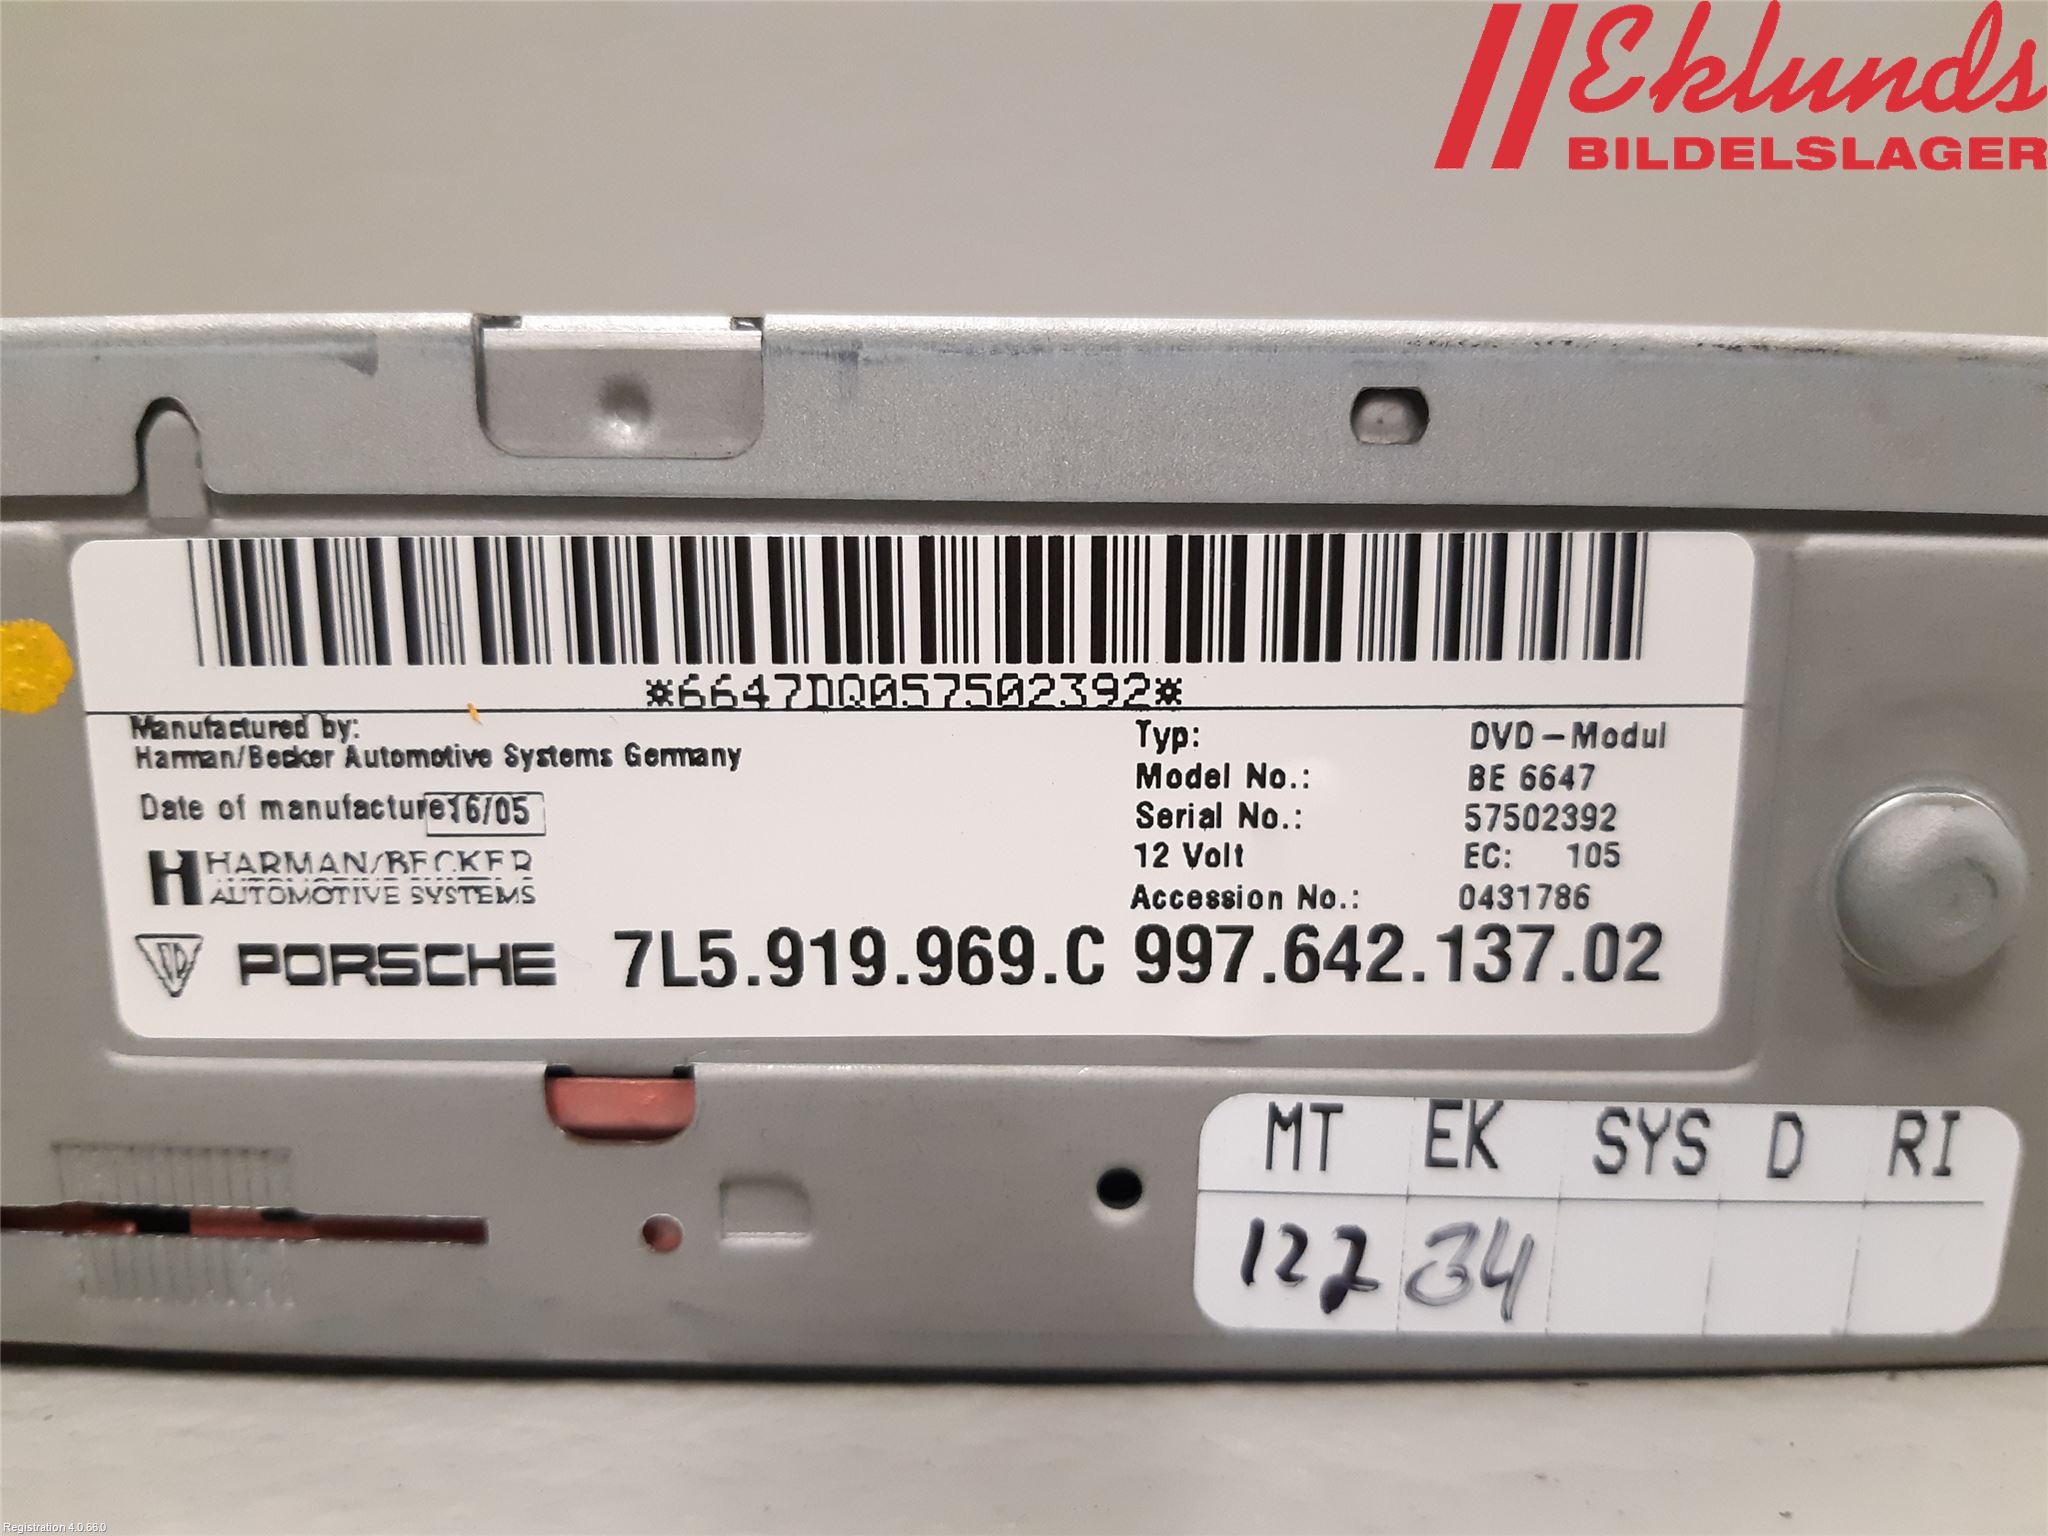 Eklunds
BILDELSLAGER
*6647DQ057502392*
Manufactured by:
Harman/Becker Automotive Systems Germany
Date of manufacture: 16/05
HARMAN/BECKER
AUTOMOTIVE SYSTEMS
Typ: DVD-Modul
Model No.: BE 6647
Serial No.: 57502392
12 Volt EC: 105
Accession No.: 0431786
PORSCHE 7L5.919.969.C 997.642.137.02
MT EK SYS D RI
122 34
Registration 4.0.66.0